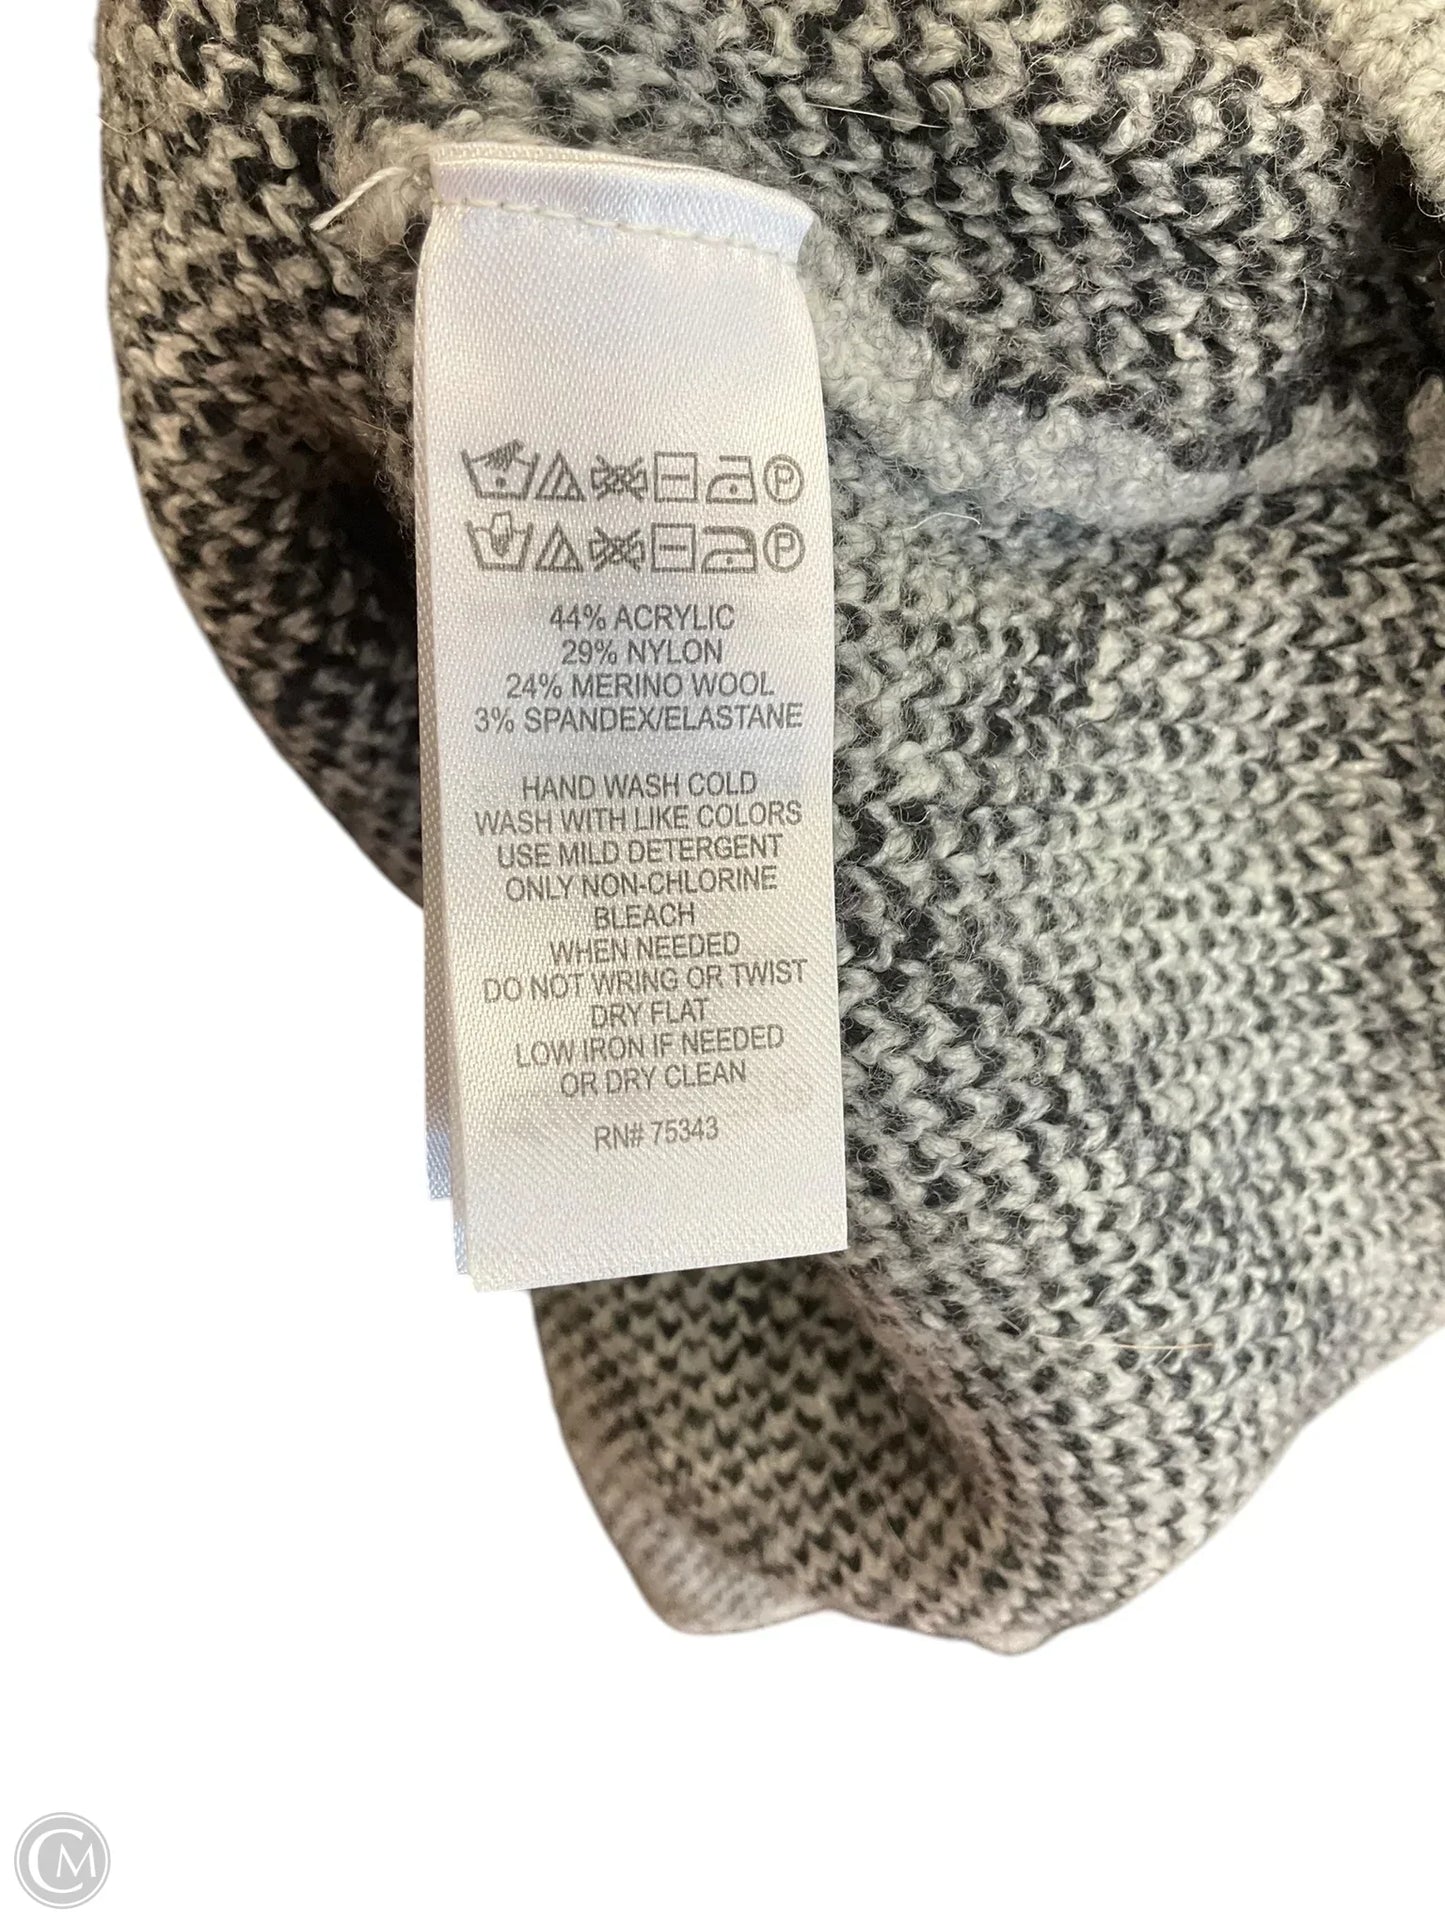 P
P
44% ACRYLIC
29% NYLON
24% MERINO WOOL
3% SPANDEX/ELASTANE
HAND WASH COLD
WASH WITH LIKE COLORS
USE MILD DETERGENT
ONLY NON-CHLORINE
BLEACH
WHEN NEEDED
DO NOT WRING OR TWIST
DRY FLAT
LOW IRON IF NEEDED
OR DRY CLEAN
RN# 75343
CM